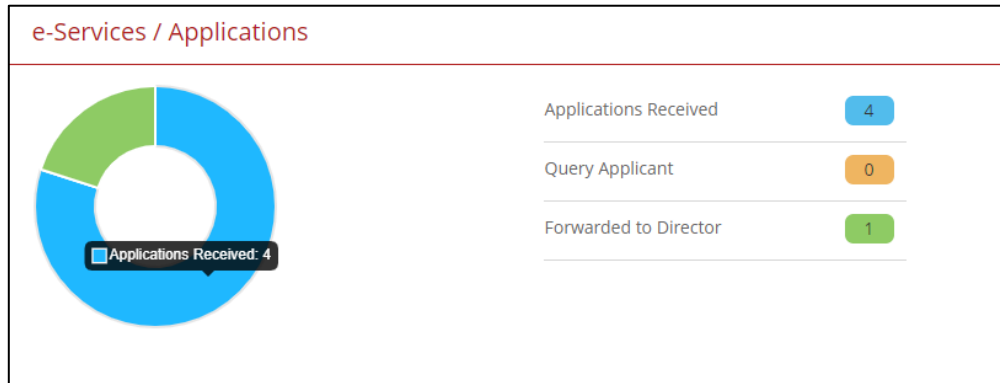 e-Services / Applications
Applications Received: 4
Applications Received 4
Query Applicant 0
Forwarded to Director 1